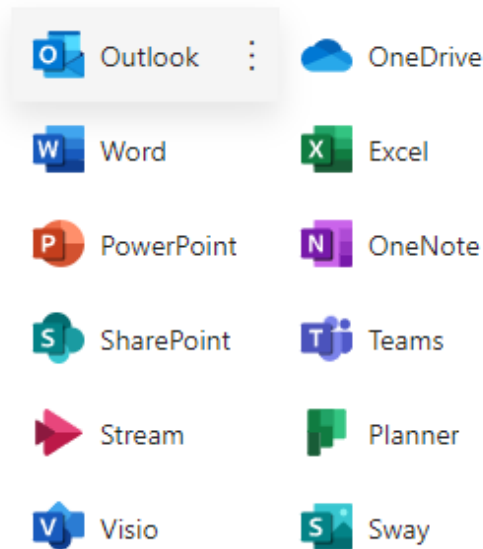 O Outlook ⋮ OneDrive
W Word X Excel
P PowerPoint N OneNote
S SharePoint T Teams
Stream Planner
V Visio S Sway